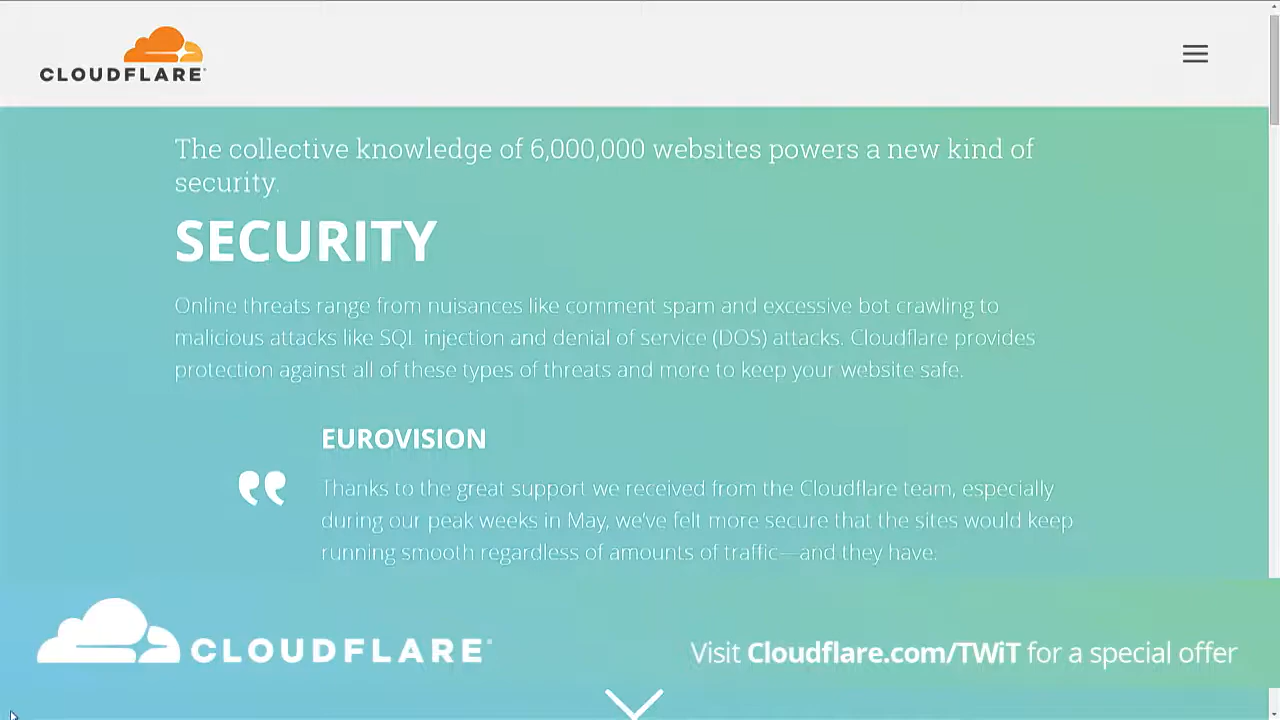 CLOUDFLARE
The collective knowledge of 6,000,000 websites powers a new kind of
security.
SECURITY
Online threats range from nuisances like comment spam and excessive bot crawling to
malicious attacks like SQL injection and denial of service (DOS) attacks. Cloudflare provides
protection against all of these types of threats and more to keep your website safe.
EUROVISION
Thanks to the great support we received from the Cloudflare team, especially
during our peak weeks in May, we've felt more secure that the sites would keep
running smooth regardless of amounts of traffic—and they have.
CLOUDFLARE
Visit Cloudflare.com/TWiT for a special offer